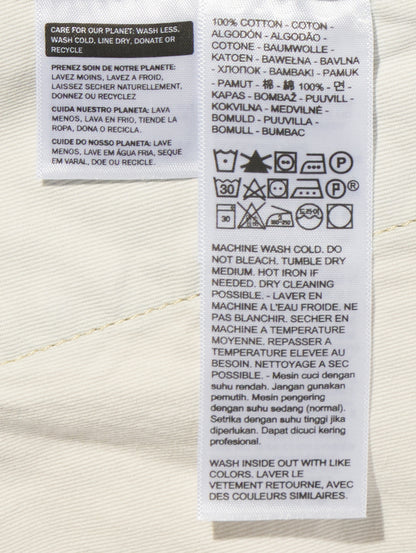 CARE FOR OUR PLANET: WASH LESS,
WASH COLD, LINE DRY, DONATE OR
RECYCLE
PRENEZ SOIN DE NOTRE PLANETE:
LAVEZ MOINS, LAVEZ A FROID,
LAISSEZ SECHER NATURELLEMENT,
DONNEZ OU RECYCLEZ
CUIDA NUESTRO PLANETA: LAVA
MENOS, LAVA EN FRIO, TIENDE LA
ROPA, DONA O RECICLA.
CUIDE DO NOSSO PLANETA: LAVE
MENOS, LAVE EM ÁGUA FRIA, SEQUE
EM VARAL, DOE OU RECICLE.
100% COTTON - COTON -
ALGODÓN - ALGODÃO -
COTONE - BAUMWOLLE -
KATOEN - BAWEŁNA - BAVLNA
- ХЛОПОК - BAMBAKI - PAMUK
- PAMUT - 棉 - 綿 100% - 면 -
KAPAS - BOMBAŽ - PUUVILL -
KOKVILNA - MEDVILNĖ -
BOMULD - PUUVILLA -
BOMULL - BUMBAC
P
30 P ®
30 180-210 드라이
MACHINE WASH COLD. DO
NOT BLEACH. TUMBLE DRY
MEDIUM. HOT IRON IF
NEEDED. DRY CLEANING
POSSIBLE. - LAVER EN
MACHINE A L'EAU FROIDE. NE
PAS BLANCHIR. SECHER EN
MACHINE A TEMPERATURE
MOYENNE. REPASSER A
TEMPERATURE ELEVEE AU
BESOIN. NETTOYAGE A SEC
POSSIBLE. - Mesin cuci dengan
suhu rendah. Jangan gunakan
pemutih. Mesin pengering
dengan suhu sedang (normal).
Setrika dengan suhu tinggi jika
diperlukan. Dapat dicuci kering
profesional.
WASH INSIDE OUT WITH LIKE
COLORS. LAVER LE
VETEMENT RETOURNE, AVEC
DES COULEURS SIMILAIRES.